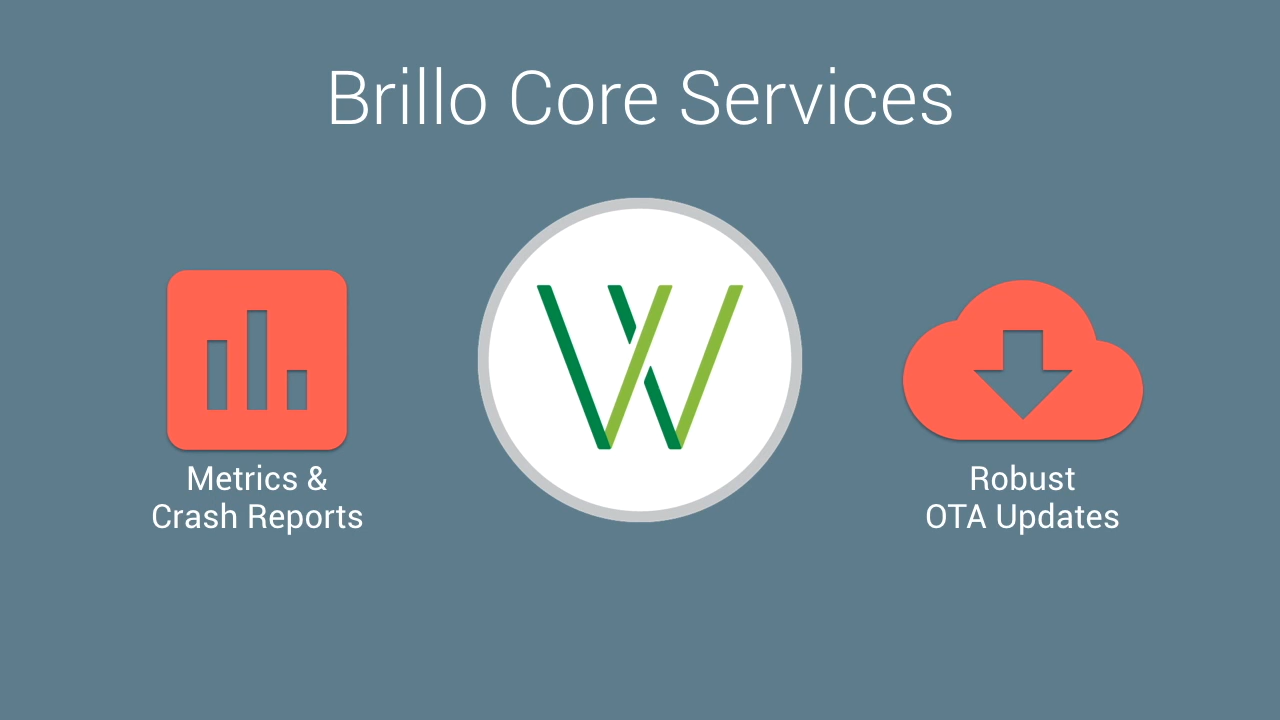 Brillo Core Services
W
Metrics &
Crash Reports
Robust
OTA Updates